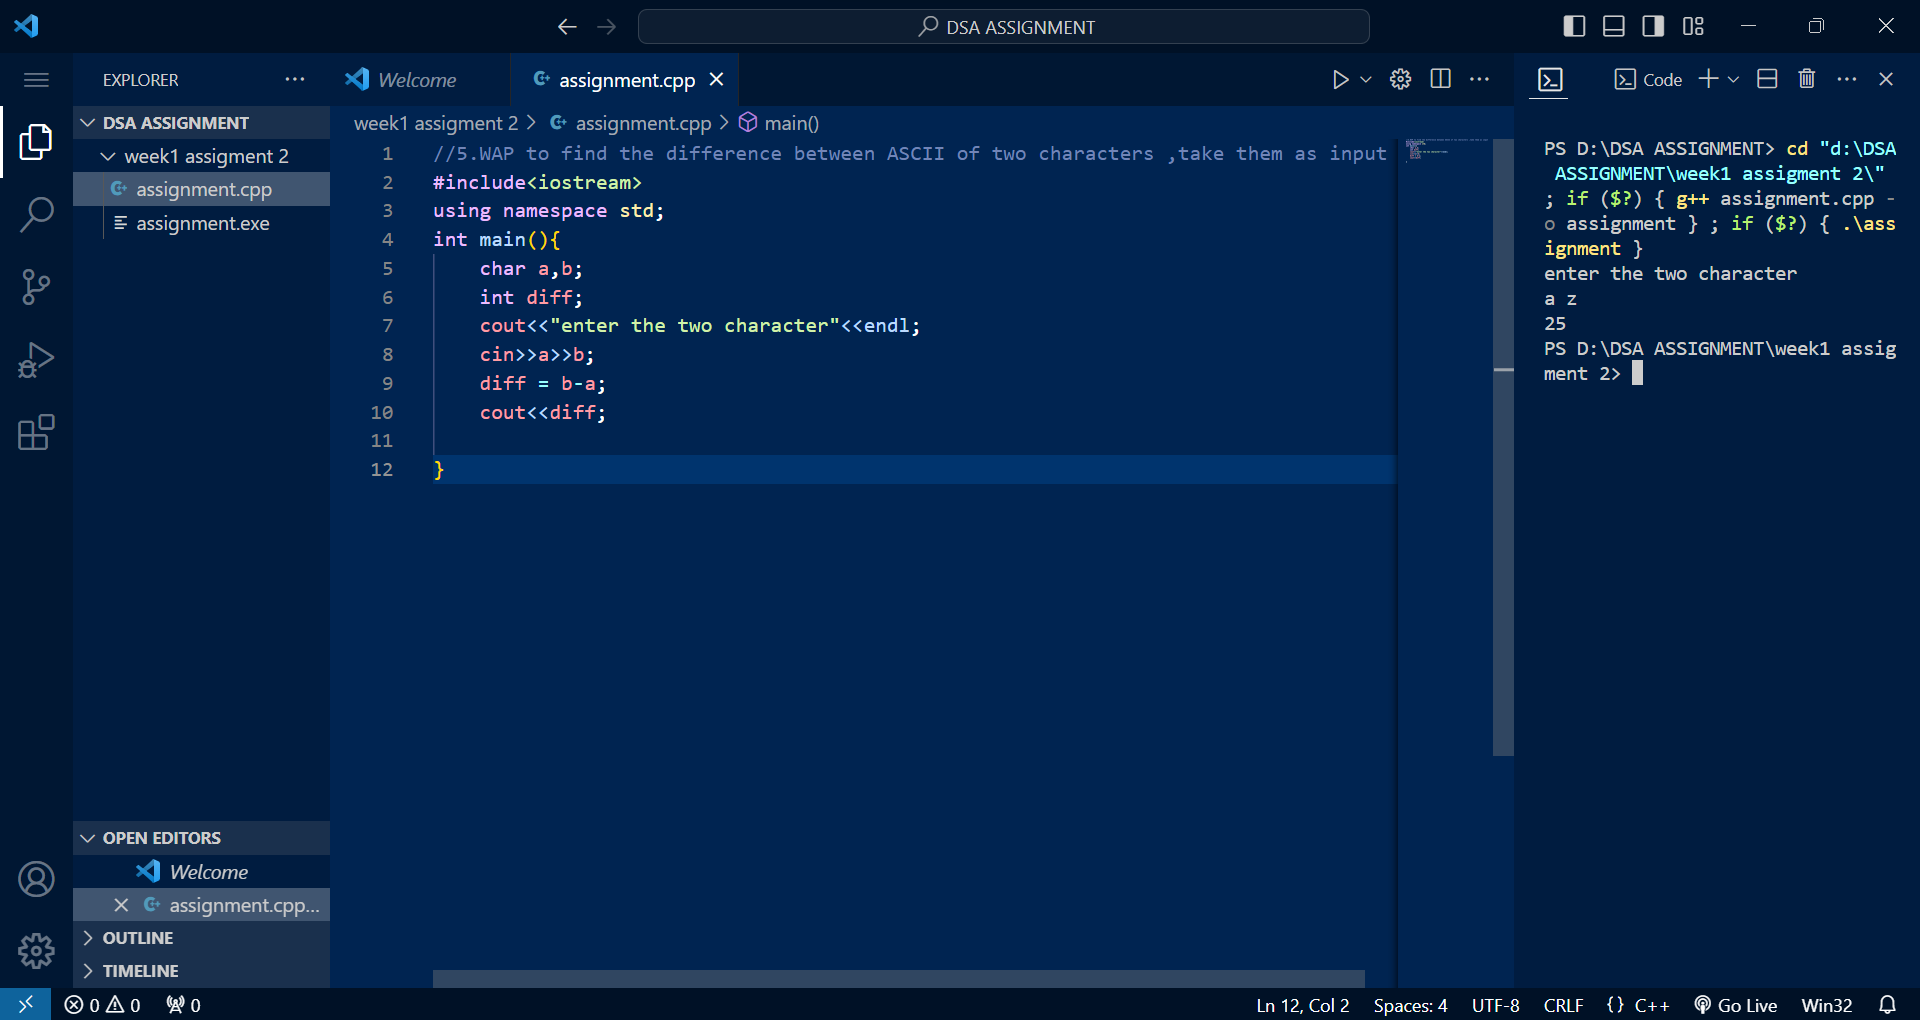 DSA ASSIGNMENT
EXPLORER
Welcome
assignment.cpp
Code
DSA ASSIGNMENT
week1 assigment 2
assignment.cpp
assignment.exe
week1 assigment 2 > assignment.cpp > main()
1 //5.WAP to find the difference between ASCII of two characters ,take them as input
2 #include<iostream>
3 using namespace std;
4 int main(){
5 char a,b;
6 int diff;
7 cout<<"enter the two character"<<endl;
8 cin>>a>>b;
9 diff = b-a;
10 cout<<diff;
11
12 }
PS D:\DSA ASSIGNMENT> cd "d:\DSA
ASSIGNMENT\week1 assigment 2\"
; if ($?) { g++ assignment.cpp -
o assignment } ; if ($?) { .\ass
ignment }
enter the two character
a z
25
PS D:\DSA ASSIGNMENT\week1 assig
ment 2>
OPEN EDITORS
Welcome
assignment.cpp...
OUTLINE
TIMELINE
0 0 0
Ln 12, Col 2 Spaces: 4 UTF-8 CRLF {} C++ Go Live Win32